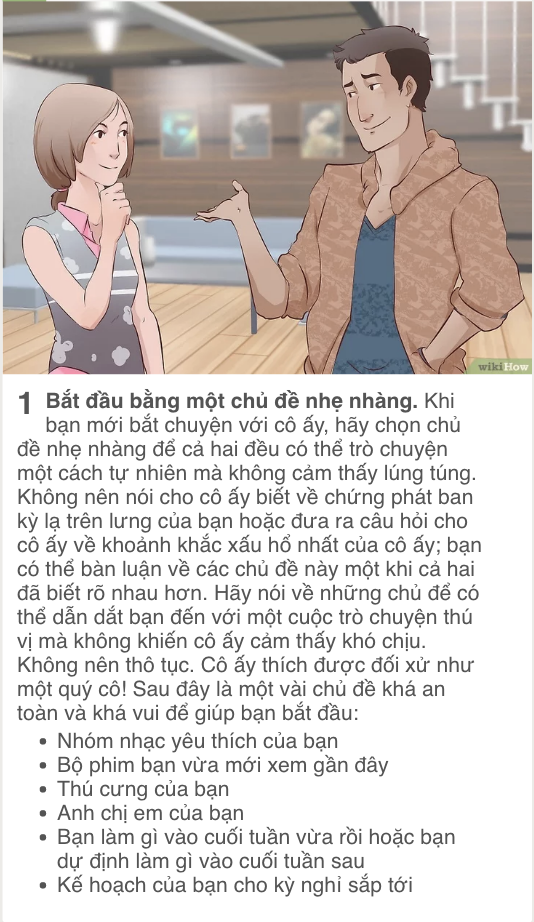 wikiHow
1 Bắt đầu bằng một chủ đề nhẹ nhàng. Khi
bạn mới bắt chuyện với cô ấy, hãy chọn chủ
đề nhẹ nhàng để cả hai đều có thể trò chuyện
một cách tự nhiên mà không cảm thấy lúng túng.
Không nên nói cho cô ấy biết về chứng phát ban
kỳ lạ trên lưng của bạn hoặc đưa ra câu hỏi cho
cô ấy về khoảnh khắc xấu hổ nhất của cô ấy; bạn
có thể bàn luận về các chủ đề này một khi cả hai
đã biết rõ nhau hơn. Hãy nói về những chủ để có
thể dẫn dắt bạn đến với một cuộc trò chuyện thú
vị mà không khiến cô ấy cảm thấy khó chịu.
Không nên thô tục. Cô ấy thích được đối xử như
một quý cô! Sau đây là một vài chủ đề khá an
toàn và khá vui để giúp bạn bắt đầu:
• Nhóm nhạc yêu thích của bạn
• Bộ phim bạn vừa mới xem gần đây
• Thú cưng của bạn
• Anh chị em của bạn
• Bạn làm gì vào cuối tuần vừa rồi hoặc bạn
dự định làm gì vào cuối tuần sau
• Kế hoạch của bạn cho kỳ nghỉ sắp tới